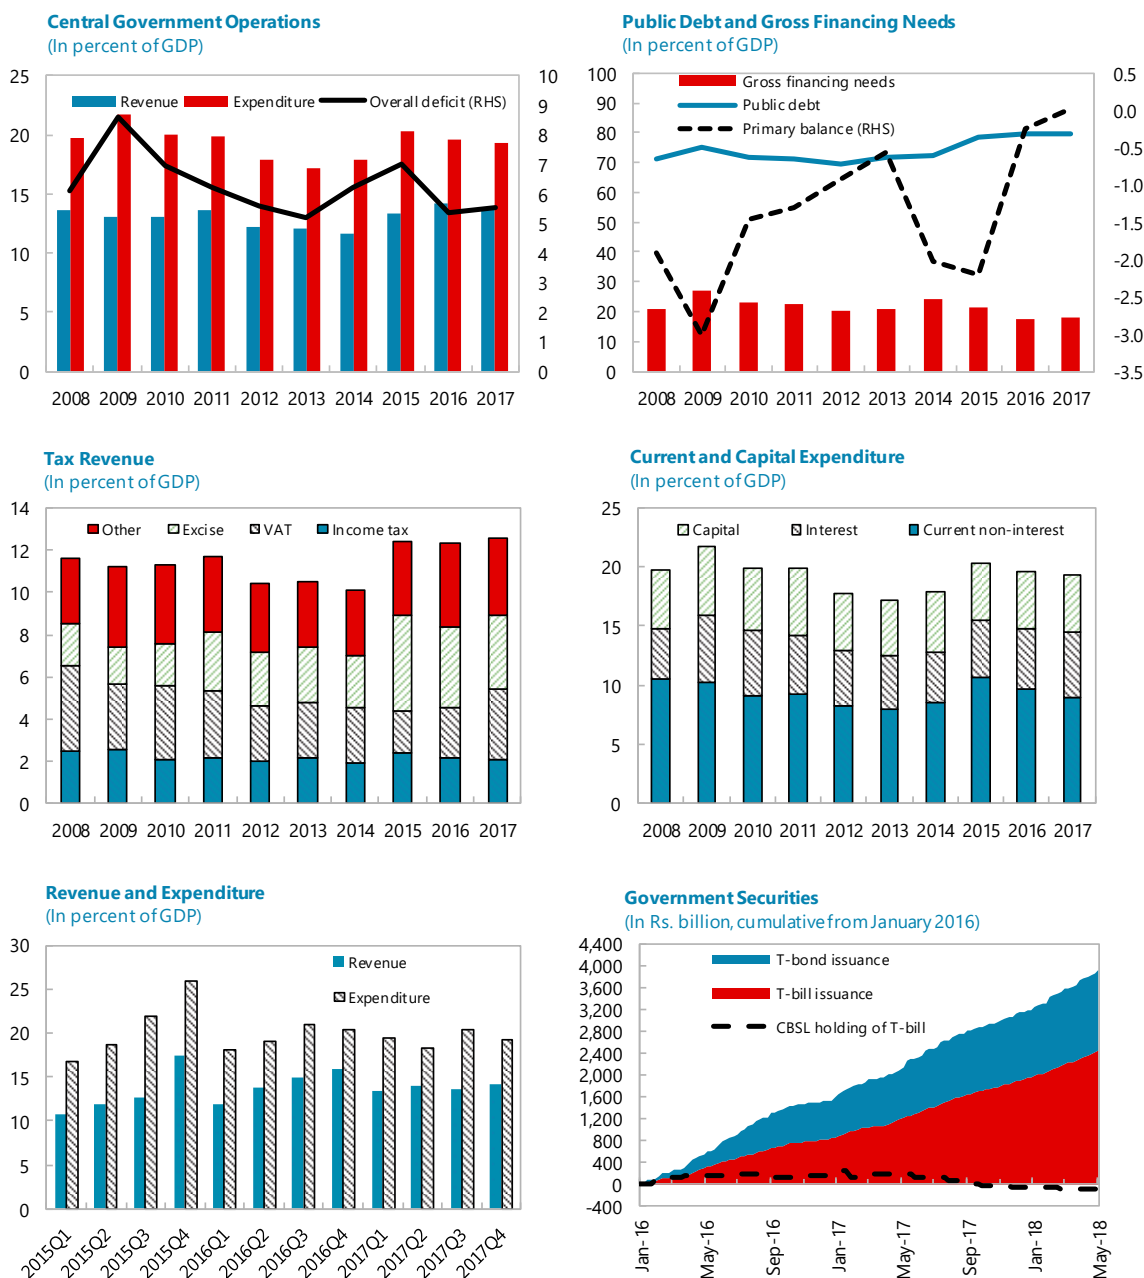 Central Government Operations
(In percent of GDP)
25
20
15
10
5
0
10
9
8
7
6
5
4
3
2
1
0
Revenue
Expenditure
Overall deficit (RHS)
2008 2009 2010 2011 2012 2013 2014 2015 2016 2017
Public Debt and Gross Financing Needs
(In percent of GDP)
100
90
80
70
60
50
40
30
20
10
0
0.5
0.0
-0.5
-1.0
-1.5
-2.0
-2.5
-3.0
-3.5
Gross financing needs
Public debt
Primary balance (RHS)
2008 2009 2010 2011 2012 2013 2014 2015 2016 2017
Tax Revenue
(In percent of GDP)
14
12
10
8
6
4
2
0
Other
Excise
VAT
Income tax
2008 2009 2010 2011 2012 2013 2014 2015 2016 2017
Current and Capital Expenditure
(In percent of GDP)
25
20
15
10
5
0
Capital
Interest
Current non-interest
2008 2009 2010 2011 2012 2013 2014 2015 2016 2017
Revenue and Expenditure
(In percent of GDP)
30
25
20
15
10
5
0
Revenue
Expenditure
2015Q1
2015Q2
2015Q3
2015Q4
2016Q1
2016Q2
2016Q3
2016Q4
2017Q1
2017Q2
2017Q3
2017Q4
Government Securities
(In Rs. billion, cumulative from January 2016)
4,400
4,000
3,600
3,200
2,800
2,400
2,000
1,600
1,200
800
400
0
-400
T-bond issuance
T-bill issuance
CBSL holding of T-bill
Jan-16
May-16
Sep-16
Jan-17
May-17
Sep-17
Jan-18
May-18